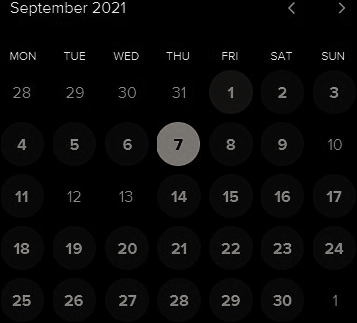 September 2021
MON TUE WED THU FRI SAT SUN
28 29 30 31 1 2 3
4 5 6 7 8 9 10
11 12 13 14 15 16 17
18 19 20 21 22 23 24
25 26 27 28 29 30 1